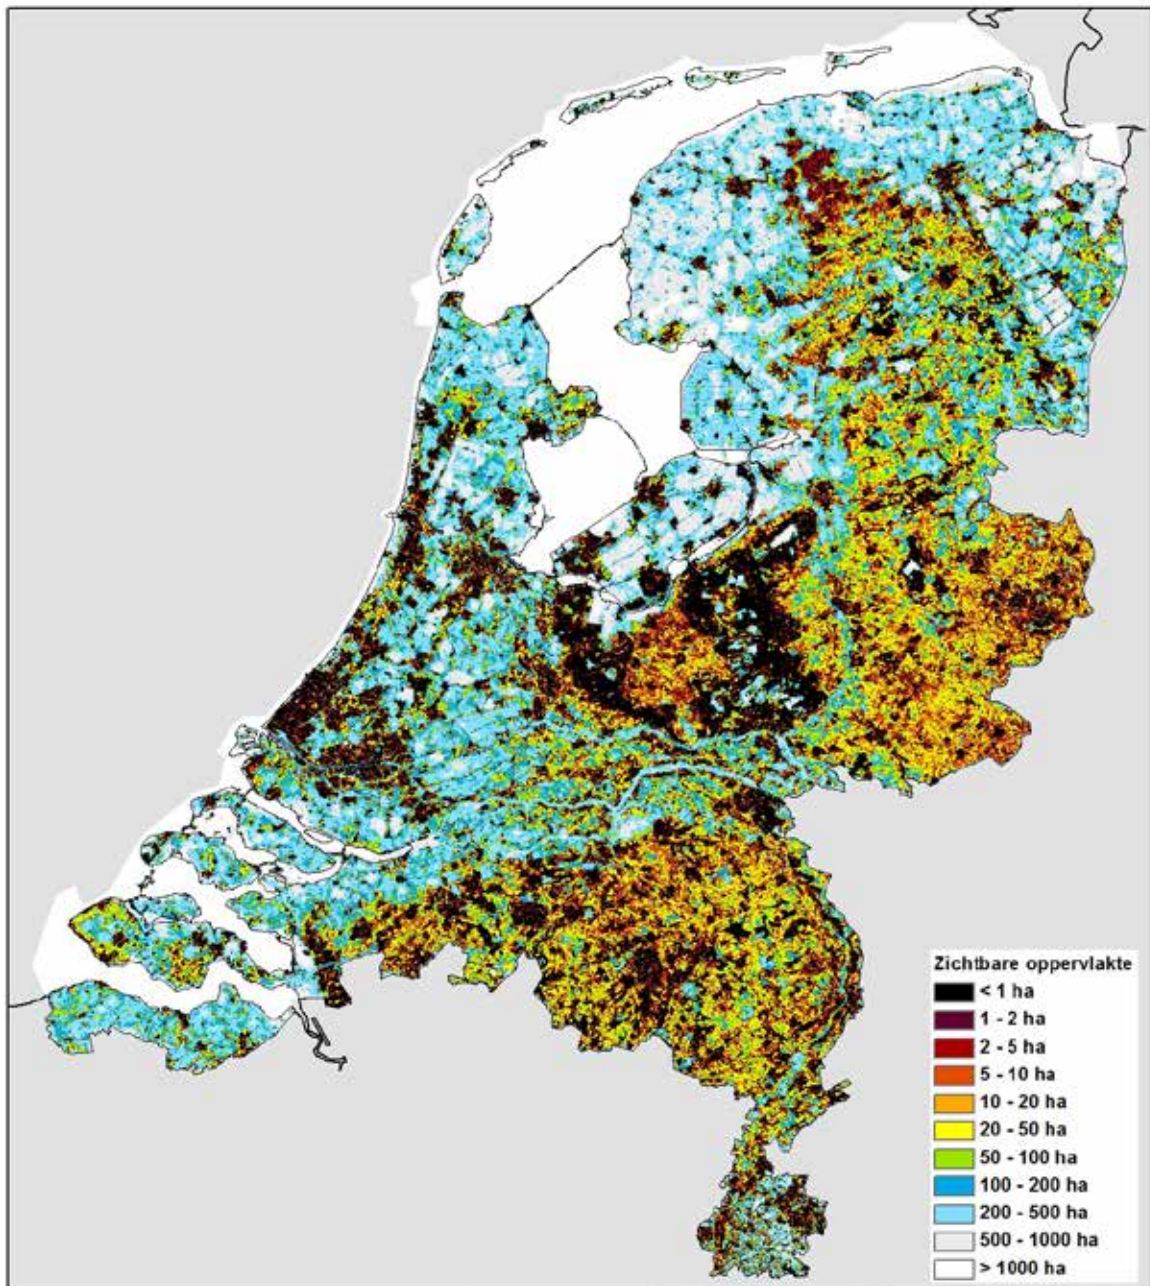 Zichtbare oppervlakte
< 1 ha
1 - 2 ha
2 - 5 ha
5 - 10 ha
10 - 20 ha
20 - 50 ha
50 - 100 ha
100 - 200 ha
200 - 500 ha
500 - 1000 ha
> 1000 ha